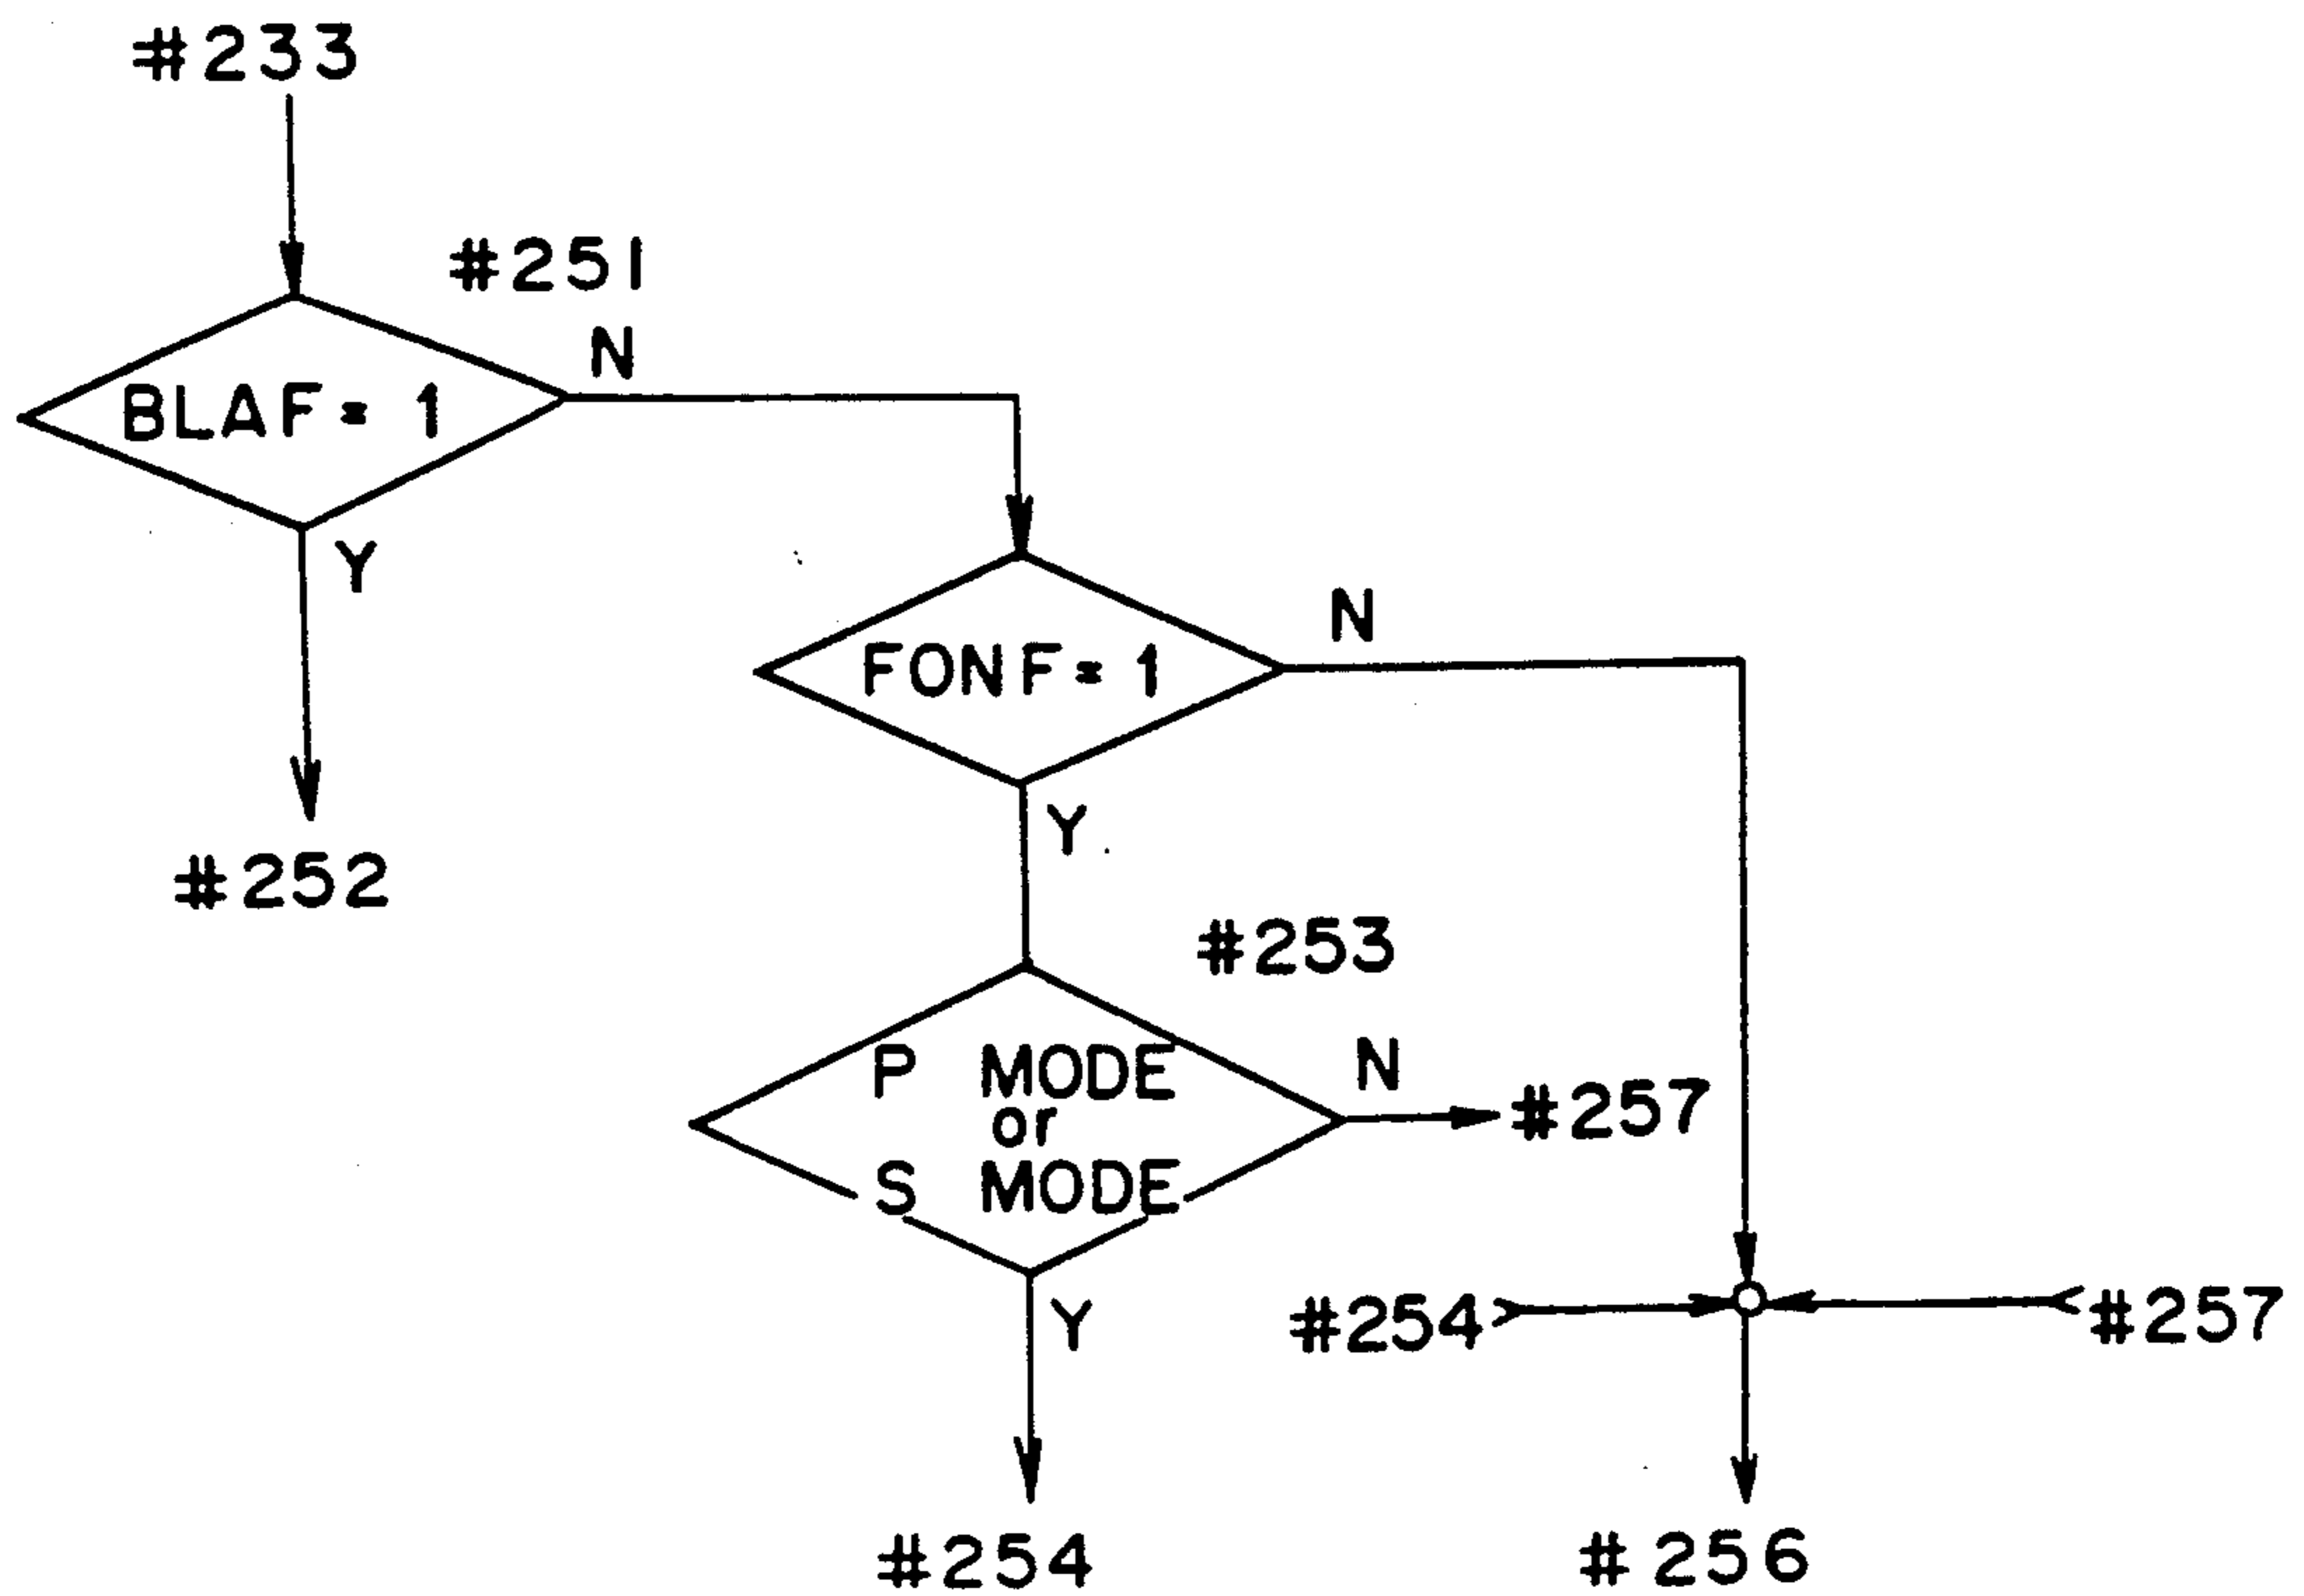 #233
#251
N
BLAF= 1
Y
N
FONF= 1
#252
Y
#253
P MODE
or
S MODE
N
#257
Y
#254
#257
#254
#256